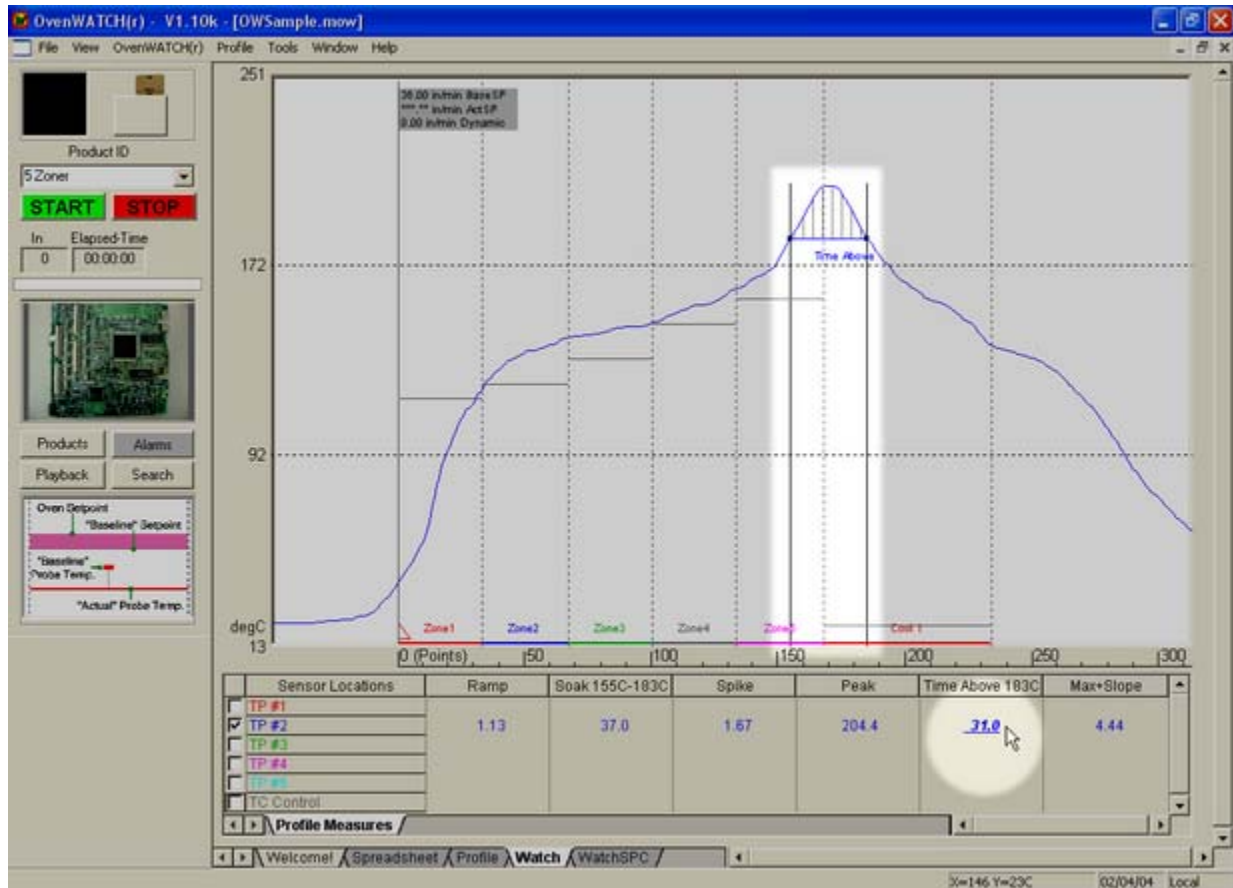 OvenWATCH(r) - V1.10k - [OWSample.mow]
File View OvenWATCH(r) Profile Tools Window Help
Product ID
5 Zoner
START STOP
In Elapsed-Time
0 00:00:00
Products Alarms
Playback Search
Oven Setpoint
"Baseline" Setpoint
"Baseline"
Probe Temp.
"Actual" Probe Temp.
251
36.00 in/min Base SP
***.** in/min Act SP
0.00 in/min Dynamic
172
Time Above
92
degC
13
Zone1 Zone2 Zone3 Zone4 Zone5 Cool 1
0 (Points) 50 100 150 200 250 300
Sensor Locations Ramp Soak 155C-183C Spike Peak Time Above 183C Max+Slope
TP #1
TP #2 1.13 37.0 1.67 204.4 31.0 4.44
TP #3
TP #4
TP #5
TC Control
Profile Measures
Welcome! Spreadsheet Profile Watch WatchSPC
X=146 Y=23C 02/04/04 Local